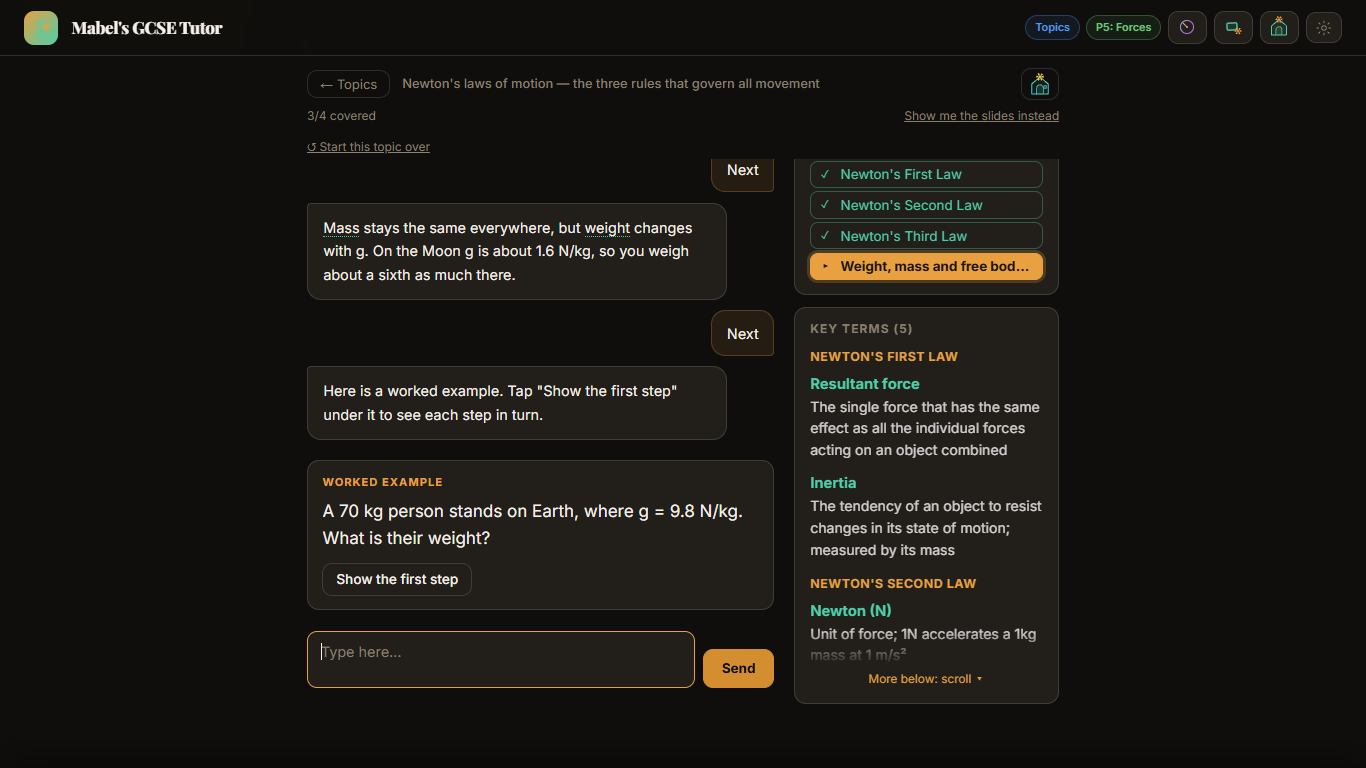 Mabel's GCSE Tutor
Topics
P5: Forces
← Topics
Newton's laws of motion — the three rules that govern all movement
3/4 covered
Show me the slides instead
↺ Start this topic over
Next
Mass stays the same everywhere, but weight changes
with g. On the Moon g is about 1.6 N/kg, so you weigh
about a sixth as much there.
Next
Here is a worked example. Tap "Show the first step"
under it to see each step in turn.
WORKED EXAMPLE
A 70 kg person stands on Earth, where g = 9.8 N/kg.
What is their weight?
Show the first step
Type here...
Send
✓ Newton's First Law
✓ Newton's Second Law
✓ Newton's Third Law
▸ Weight, mass and free bod...
KEY TERMS (5)
NEWTON'S FIRST LAW
Resultant force
The single force that has the same
effect as all the individual forces
acting on an object combined
Inertia
The tendency of an object to resist
changes in its state of motion;
measured by its mass
NEWTON'S SECOND LAW
Newton (N)
Unit of force; 1N accelerates a 1kg
mass at 1 m/s²
More below: scroll ▾